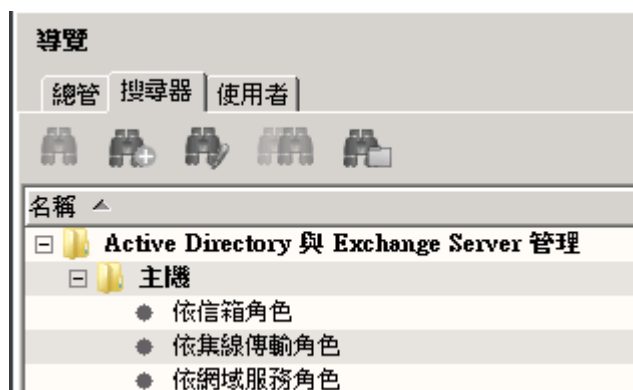 導覽
總管 搜尋器 使用者
名稱
Active Directory 與 Exchange Server 管理
主機
依信箱角色
依集線傳輸角色
依網域服務角色